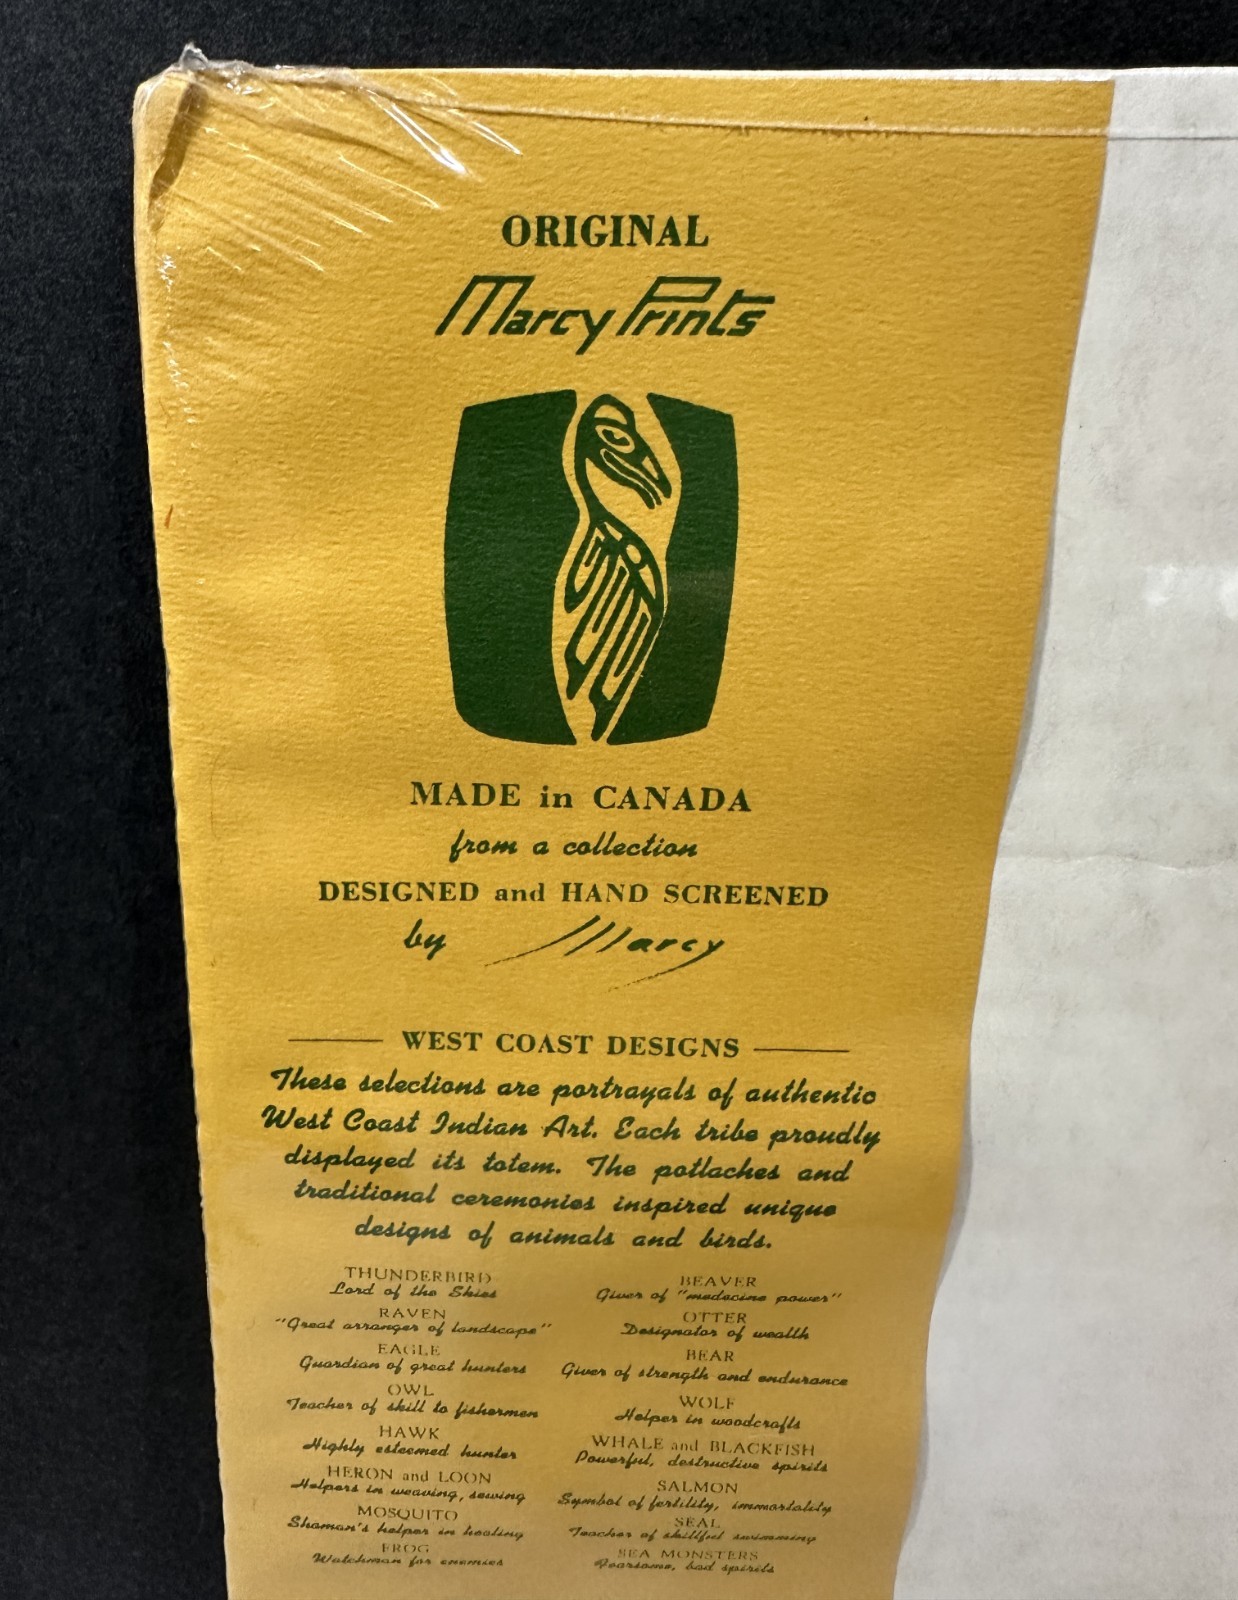 ORIGINAL
Marcy Prints
MADE in CANADA
from a collection
DESIGNED and HAND SCREENED
by Marcy
WEST COAST DESIGNS
These selections are portrayals of authentic
West Coast Indian Art. Each tribe proudly
displayed its totem. The potlaches and
traditional ceremonies inspired unique
designs of animals and birds.
THUNDERBIRD
Lord of the Skies
RAVEN
"Great arranger of landscape"
EAGLE
Guardian of great hunters
OWL
Teacher of skill to fishermen
HAWK
Highly esteemed hunter
HERON and LOON
Helpers in weaving, sewing
MOSQUITO
Shaman's helper in healing
FROG
Watchman for enemies
BEAVER
Giver of "medecine power"
OTTER
Designator of wealth
BEAR
Giver of strength and endurance
WOLF
Helper in woodcrafts
WHALE and BLACKFISH
Powerful, destructive spirits
SALMON
Symbol of fertility, immortality
SEAL
Teacher of skillful swimming
SEA MONSTERS
Fearsome, bad spirits